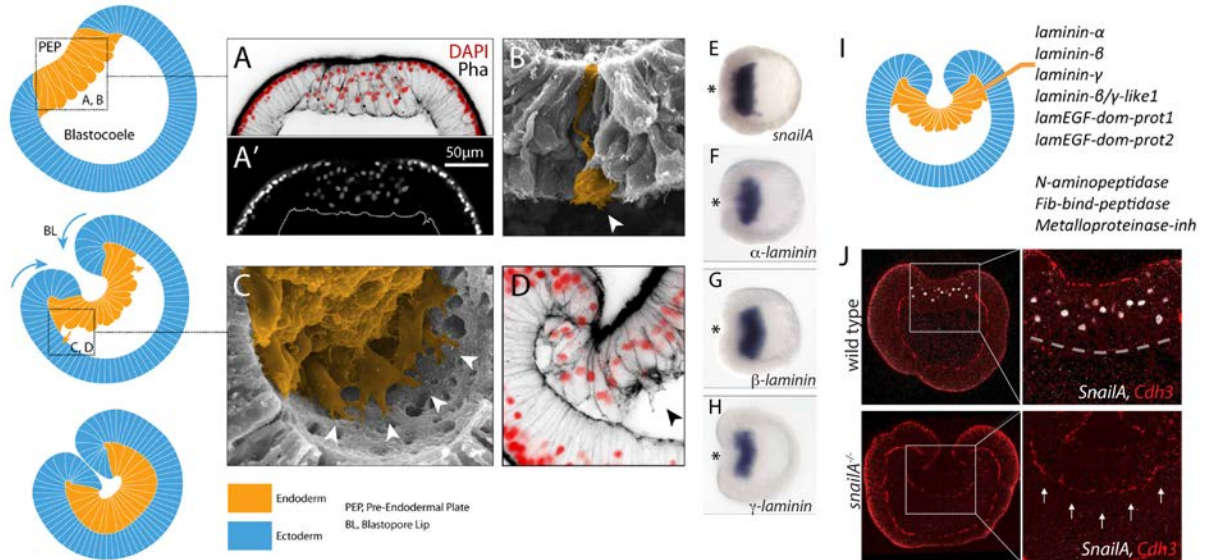 PEP
A, B
Blastocoele
BL
C, D
A
DAPI
Pha
A'
50μm
B
C
D
Endoderm
Ectoderm
PEP, Pre-Endodermal Plate
BL, Blastopore Lip
E
*
snailA
F
*
α-laminin
G
*
β-laminin
H
*
γ-laminin
I
laminin-α
laminin-β
laminin-γ
laminin-β/γ-like1
lamEGF-dom-prot1
lamEGF-dom-prot2
N-aminopeptidase
Fib-bind-peptidase
Metalloproteinase-inh
J
wild type
SnailA, Cdh3
snailA-/-
SnailA, Cdh3